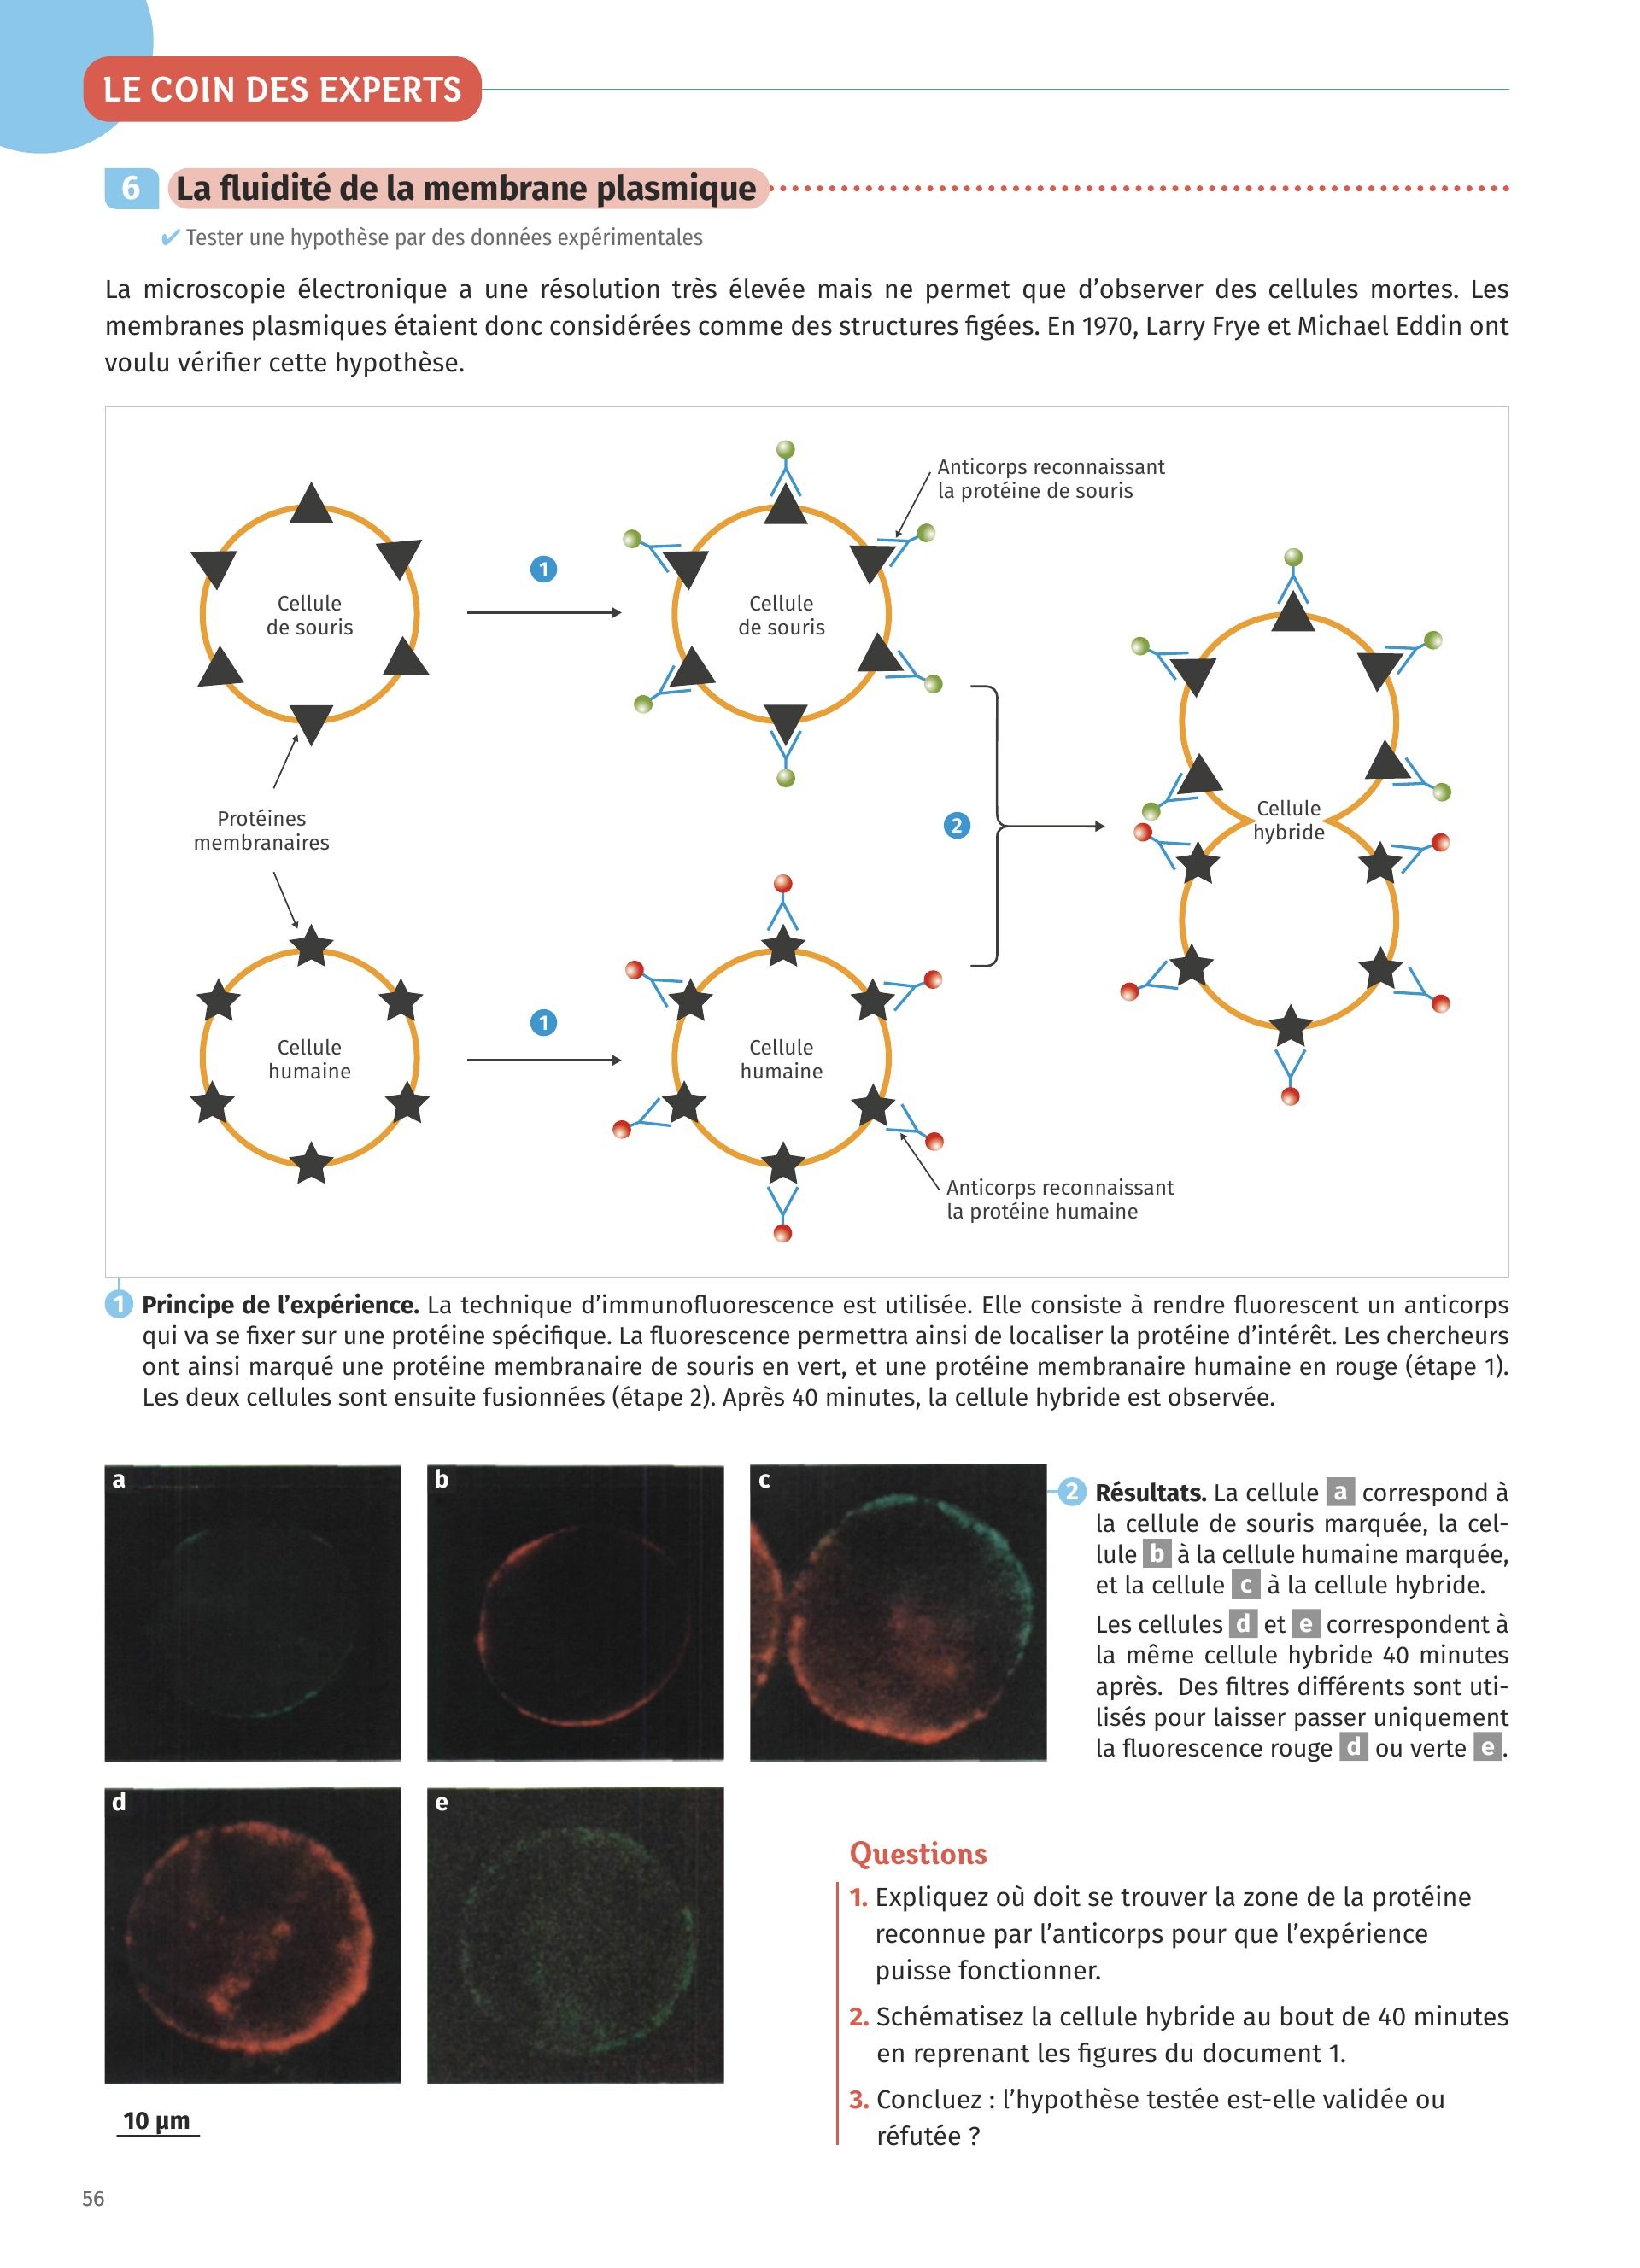 LE COIN DES EXPERTS
6 La fluidité de la membrane plasmique
✔ Tester une hypothèse par des données expérimentales
La microscopie électronique a une résolution très élevée mais ne permet que d’observer des cellules mortes. Les
membranes plasmiques étaient donc considérées comme des structures figées. En 1970, Larry Frye et Michael Eddin ont
voulu vérifier cette hypothèse.
Anticorps reconnaissant
la protéine de souris
1
Cellule
de souris
Cellule
de souris
Protéines
membranaires
2
Cellule
hybride
1
Cellule
humaine
Cellule
humaine
Anticorps reconnaissant
la protéine humaine
1 Principe de l’expérience. La technique d’immunofluorescence est utilisée. Elle consiste à rendre fluorescent un anticorps
qui va se fixer sur une protéine spécifique. La fluorescence permettra ainsi de localiser la protéine d’intérêt. Les chercheurs
ont ainsi marqué une protéine membranaire de souris en vert, et une protéine membranaire humaine en rouge (étape 1).
Les deux cellules sont ensuite fusionnées (étape 2). Après 40 minutes, la cellule hybride est observée.
a
b
c
2 Résultats. La cellule a correspond à
la cellule de souris marquée, la cel-
lule b à la cellule humaine marquée,
et la cellule c à la cellule hybride.
Les cellules d et e correspondent à
la même cellule hybride 40 minutes
après. Des filtres différents sont uti-
lisés pour laisser passer uniquement
la fluorescence rouge d ou verte e.
d
e
10 µm
Questions
1. Expliquez où doit se trouver la zone de la protéine
reconnue par l’anticorps pour que l’expérience
puisse fonctionner.
2. Schématisez la cellule hybride au bout de 40 minutes
en reprenant les figures du document 1.
3. Concluez : l’hypothèse testée est-elle validée ou
réfutée ?
56